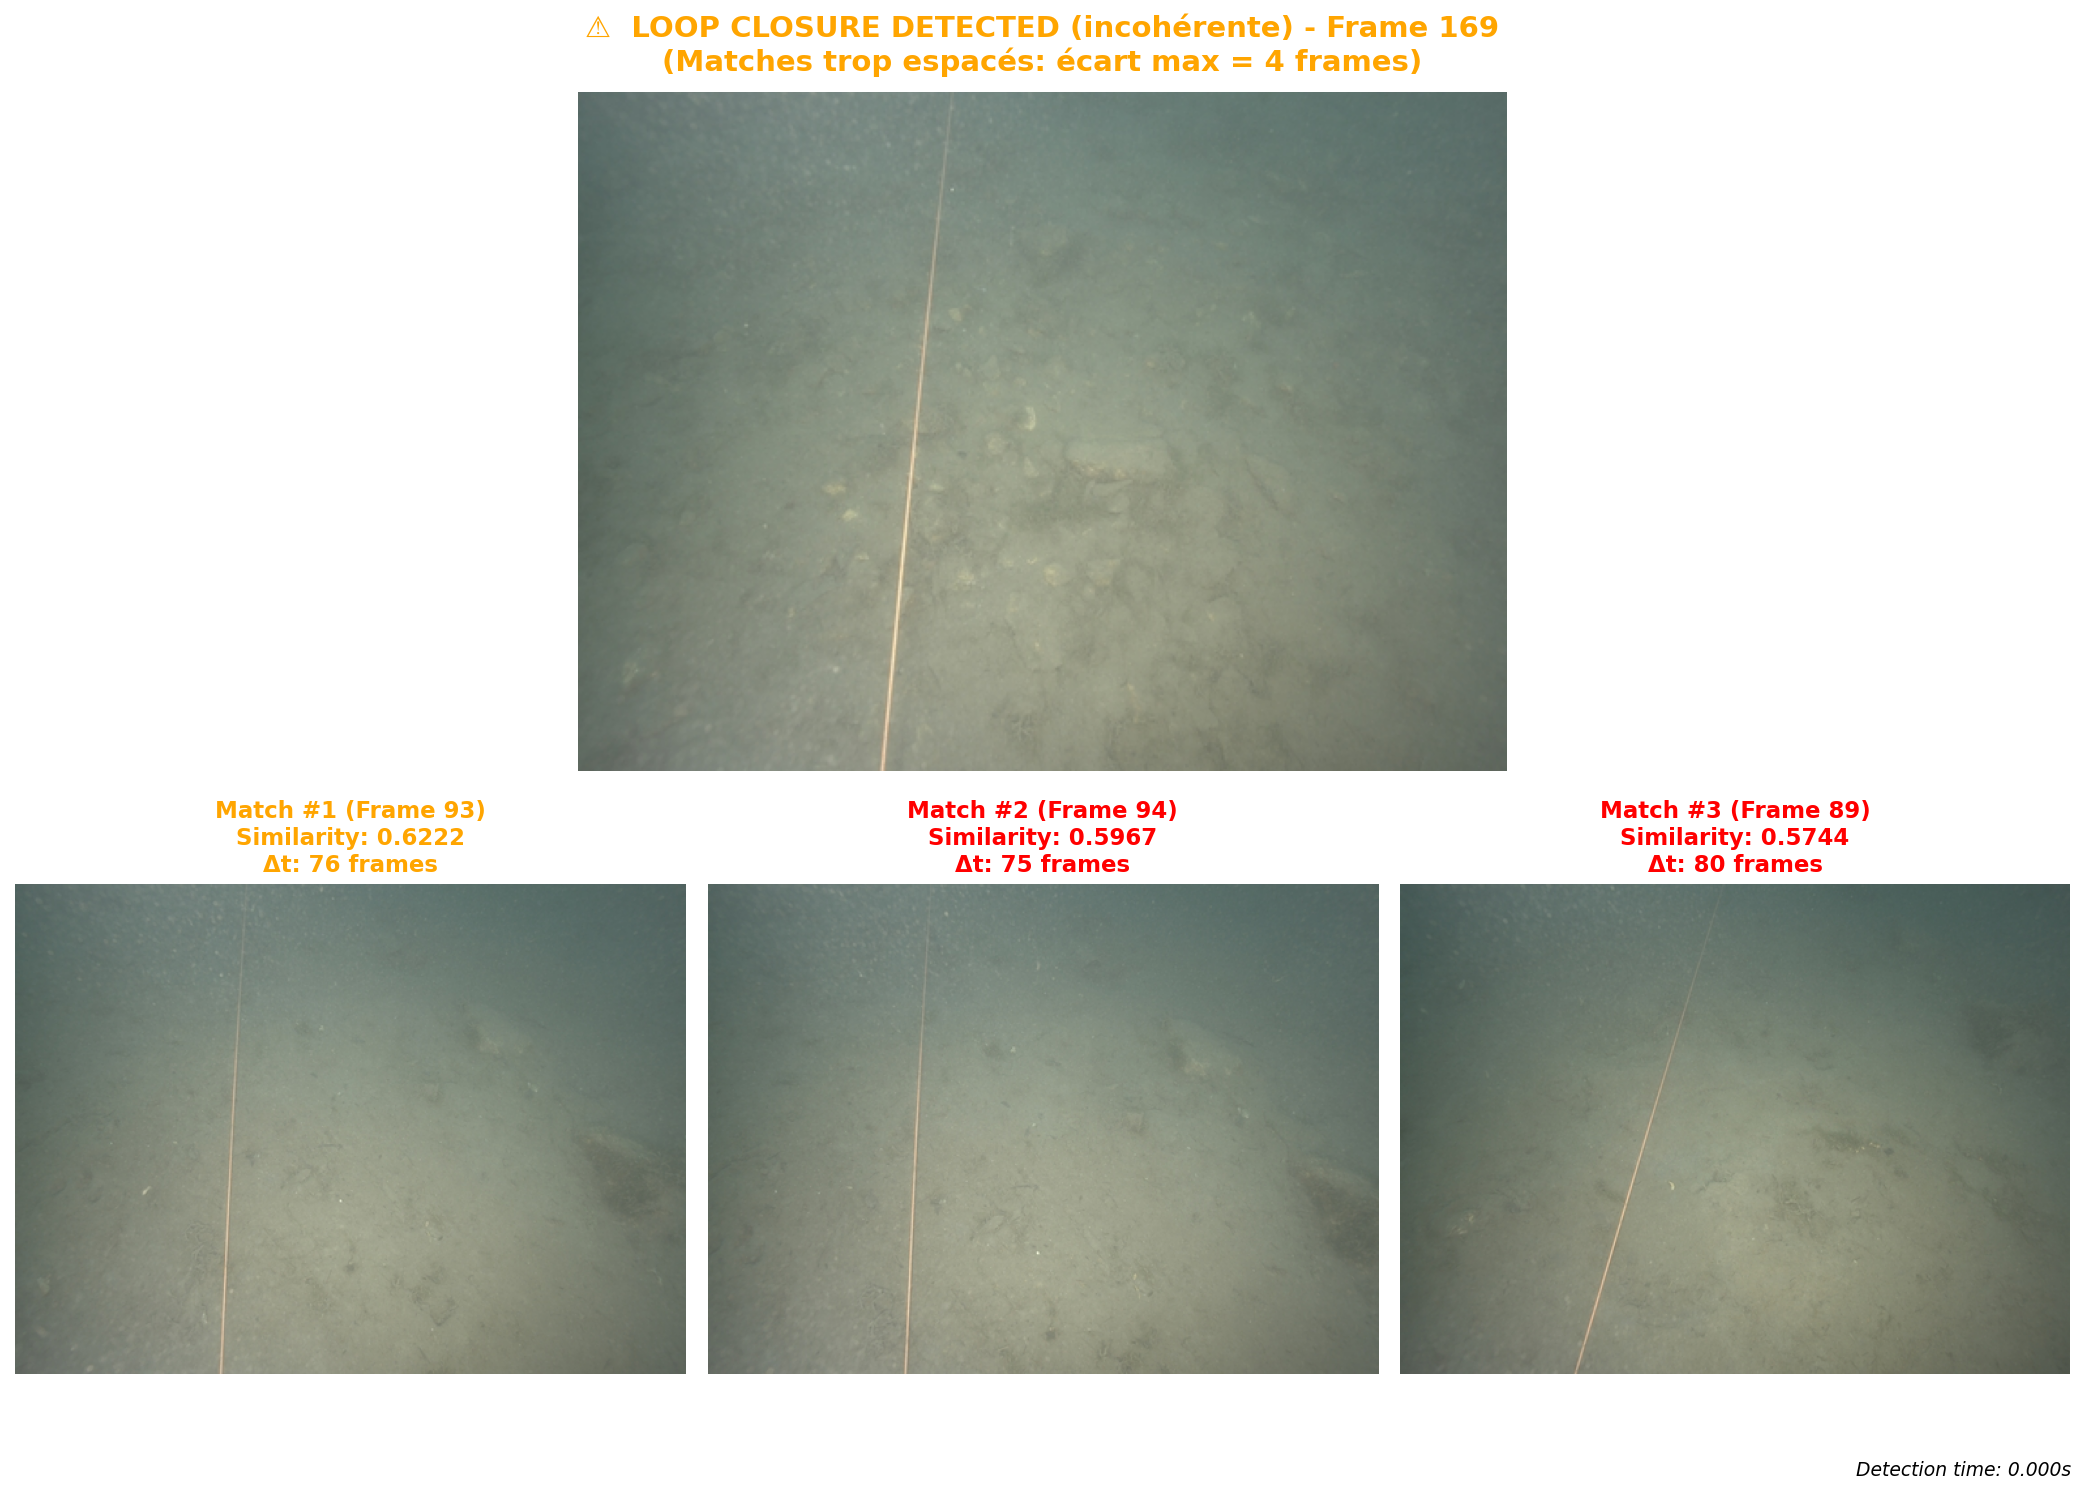 ⚠ LOOP CLOSURE DETECTED (incohérente) - Frame 169
(Matches trop espacés: écart max = 4 frames)
Match #1 (Frame 93)
Similarity: 0.6222
Δt: 76 frames
Match #2 (Frame 94)
Similarity: 0.5967
Δt: 75 frames
Match #3 (Frame 89)
Similarity: 0.5744
Δt: 80 frames
Detection time: 0.000s